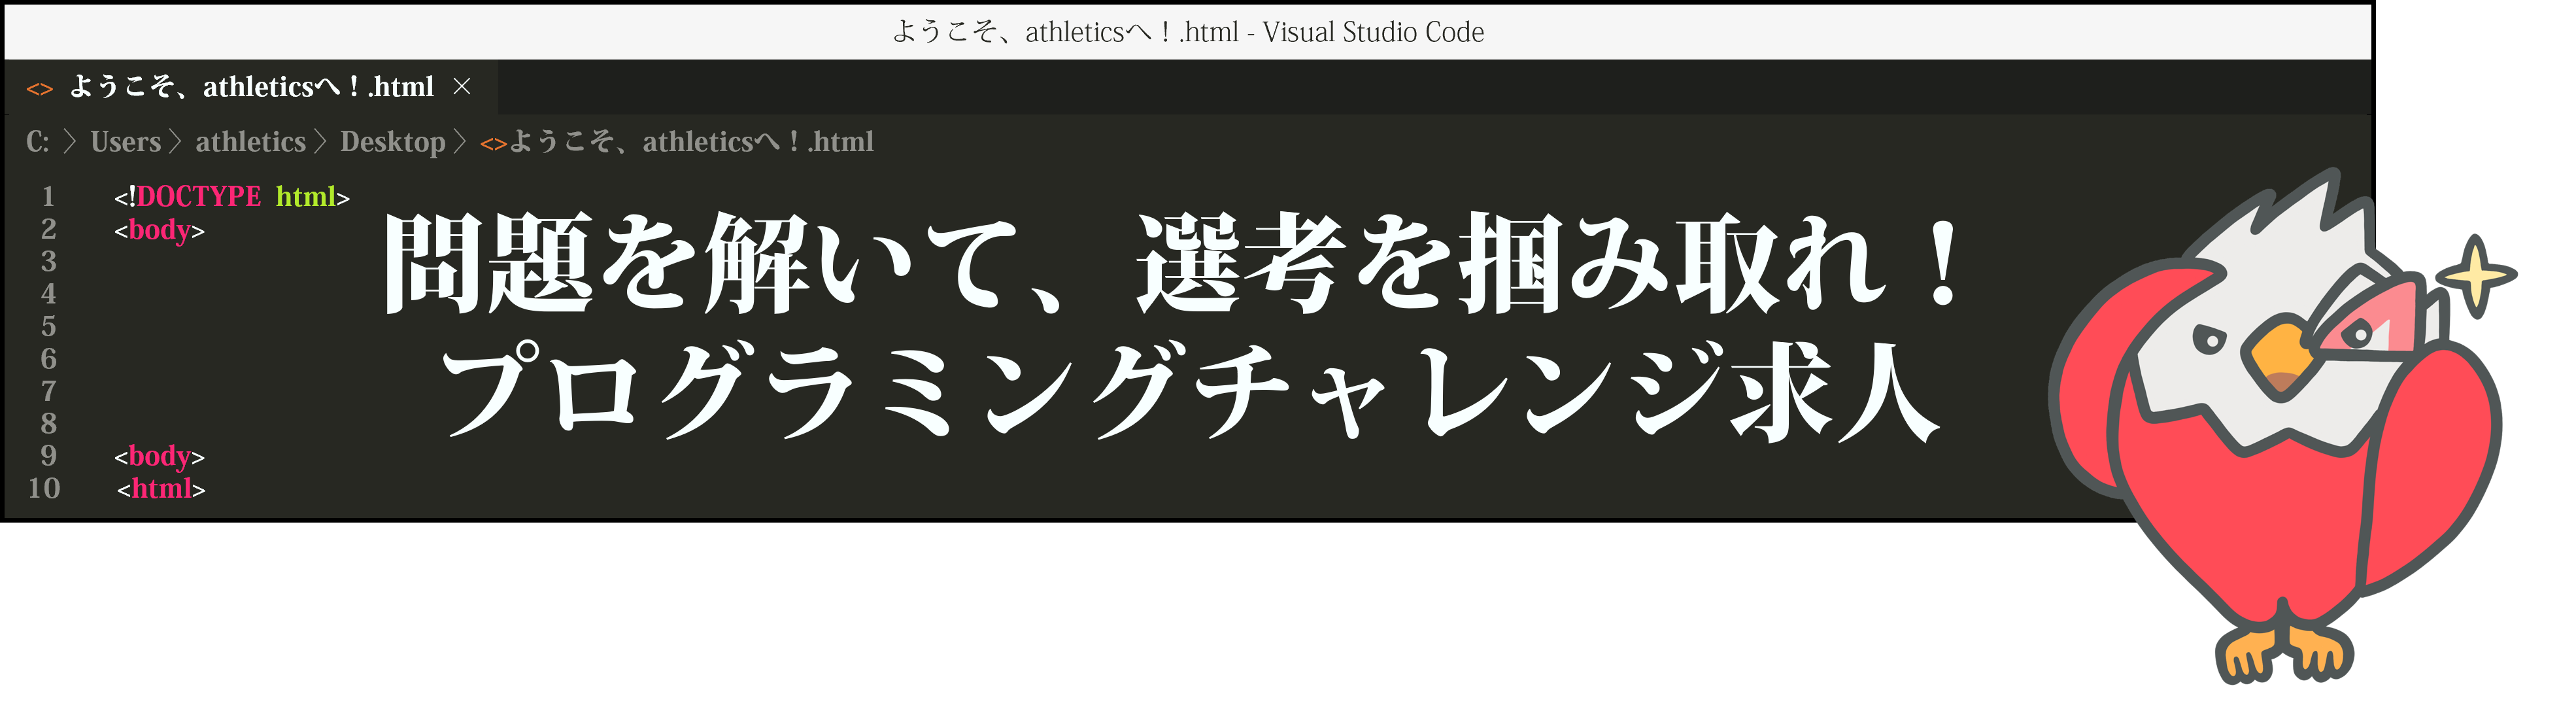 ようこそ、athleticsへ！.html - Visual Studio Code
<> ようこそ、athleticsへ！.html ×
C: 〉Users〉athletics〉Desktop〉<>ようこそ、athleticsへ！.html
1 <!DOCTYPE html>
2 <body>
3
4
5
6
7
8
9 <body>
10 <html>
問題を解いて、選考を掴み取れ！
プログラミングチャレンジ求人